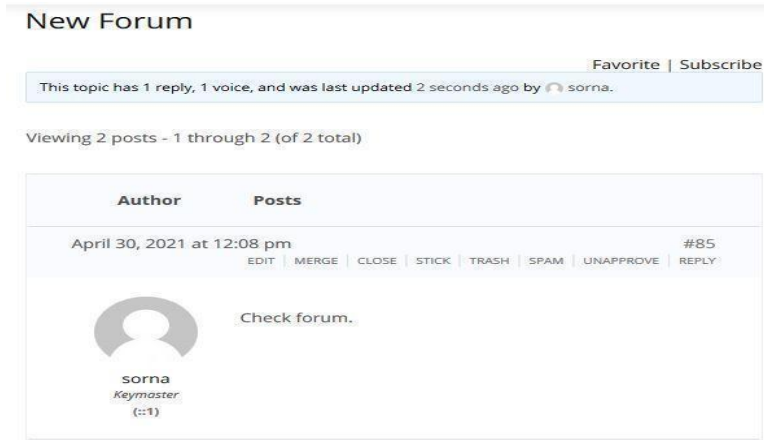 New Forum
Favorite | Subscribe
This topic has 1 reply, 1 voice, and was last updated 2 seconds ago by sorna.
Viewing 2 posts - 1 through 2 (of 2 total)
Author Posts
April 30, 2021 at 12:08 pm #85
EDIT | MERGE | CLOSE | STICK | TRASH | SPAM | UNAPPROVE | REPLY
Check forum.
sorna
Keymaster
(::1)